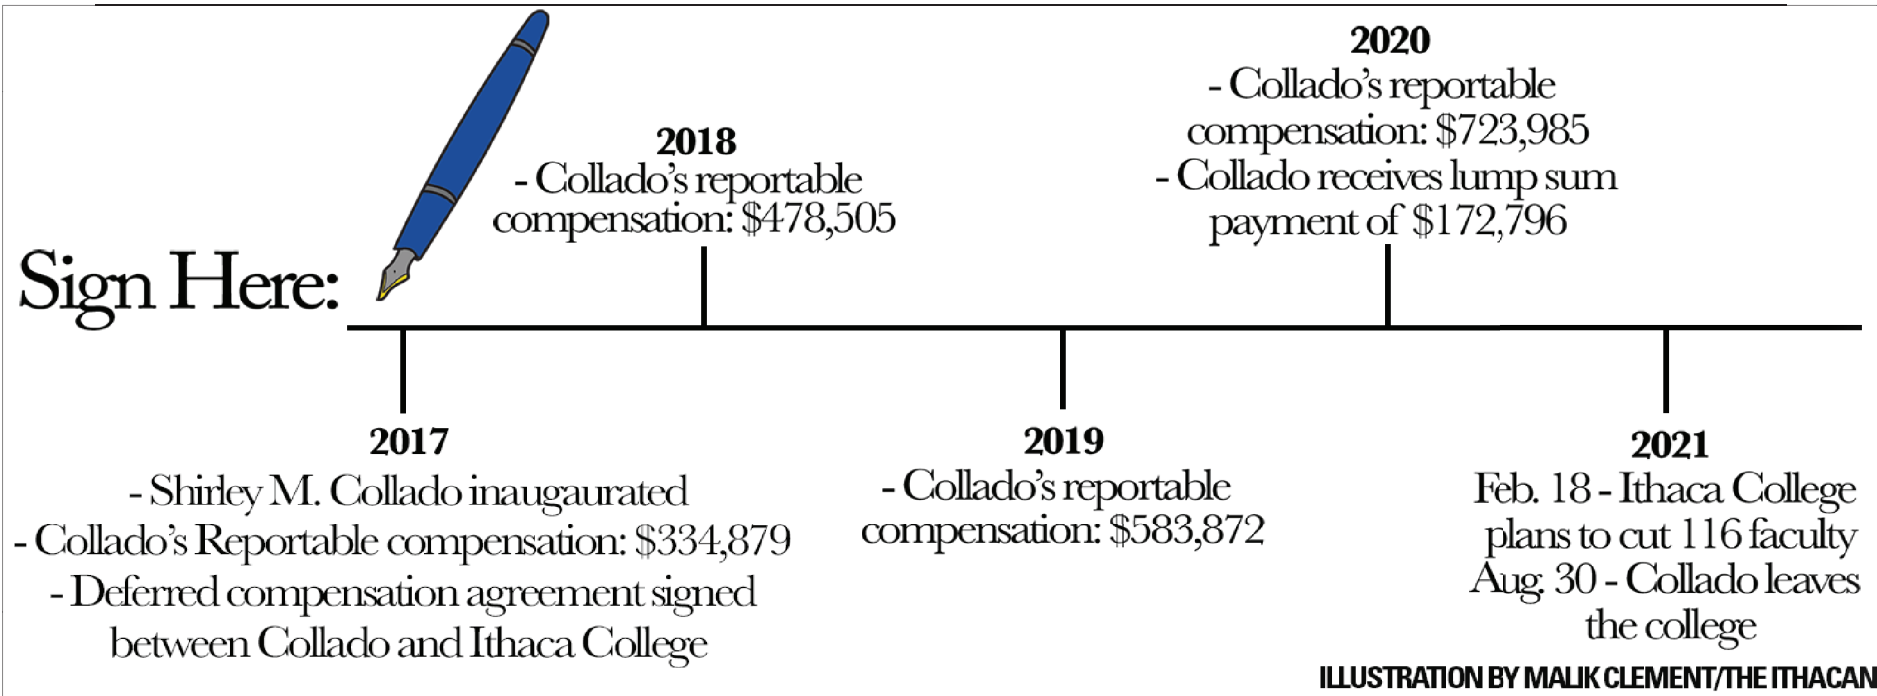 Sign Here:
2017
- Shirley M. Collado inaugaurated
- Collado's Reportable compensation: $334,879
- Deferred compensation agreement signed
between Collado and Ithaca College
2018
- Collado's reportable
compensation: $478,505
2019
- Collado's reportable
compensation: $583,872
2020
- Collado's reportable
compensation: $723,985
- Collado receives lump sum
payment of $172,796
2021
Feb. 18 - Ithaca College
plans to cut 116 faculty
Aug. 30 - Collado leaves
the college
ILLUSTRATION BY MALIK CLEMENT/THE ITHACAN